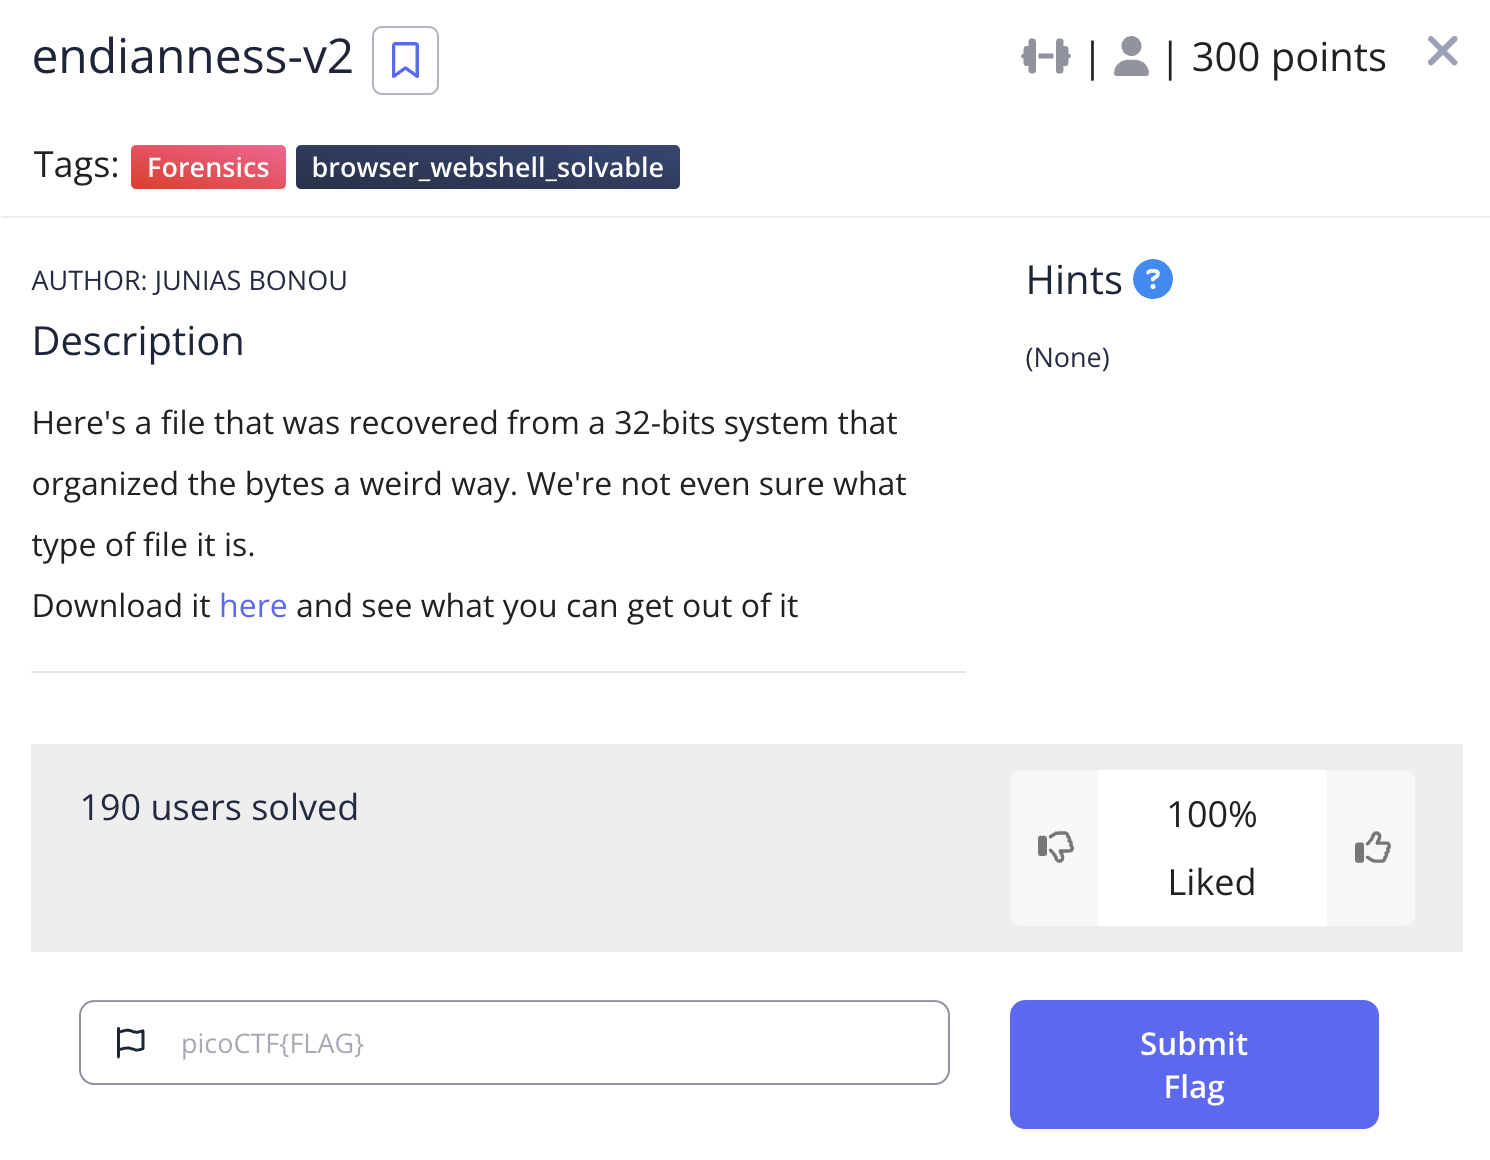 endianness-v2
| | 300 points
Tags: Forensics browser_webshell_solvable
AUTHOR: JUNIAS BONOU
Description
Here's a file that was recovered from a 32-bits system that
organized the bytes a weird way. We're not even sure what
type of file it is.
Download it here and see what you can get out of it
Hints ?
(None)
190 users solved
100%
Liked
picoCTF{FLAG}
Submit
Flag